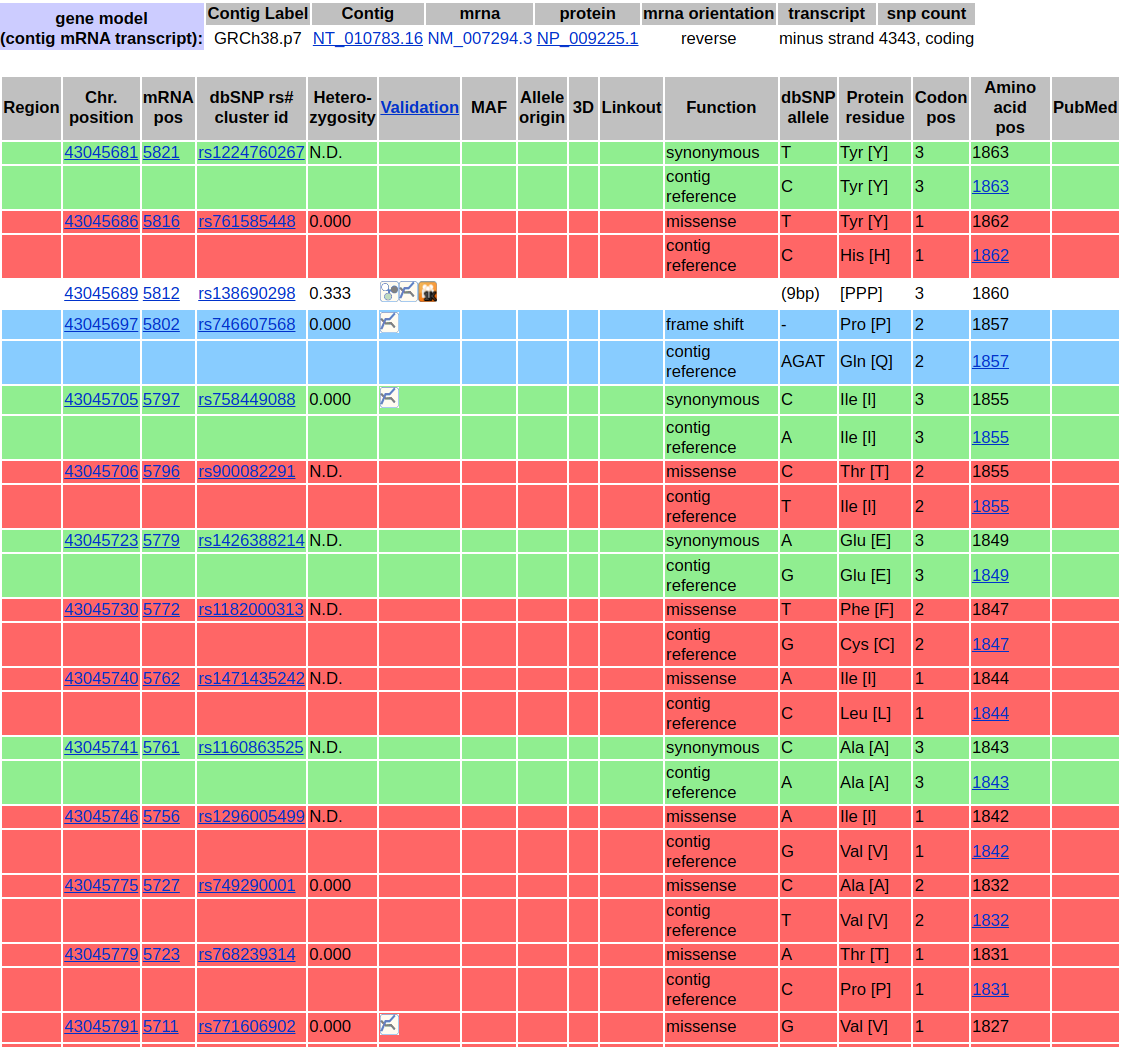 gene model
(contig mRNA transcript):
Contig Label Contig mrna protein mrna orientation transcript snp count
GRCh38.p7 NT_010783.16 NM_007294.3 NP_009225.1 reverse minus strand 4343, coding
Region Chr. position mRNA pos dbSNP rs# cluster id Hetero-zygosity Validation MAF Allele origin 3D Linkout Function dbSNP allele Protein residue Codon pos Amino acid pos PubMed
43045681 5821 rs1224760267 N.D. synonymous T Tyr [Y] 3 1863
contig reference C Tyr [Y] 3 1863
43045686 5816 rs761585448 0.000 missense T Tyr [Y] 1 1862
contig reference C His [H] 1 1862
43045689 5812 rs138690298 0.333 (9bp) [PPP] 3 1860
43045697 5802 rs746607568 0.000 frame shift - Pro [P] 2 1857
contig reference AGAT Gln [Q] 2 1857
43045705 5797 rs758449088 0.000 synonymous C Ile [I] 3 1855
contig reference A Ile [I] 3 1855
43045706 5796 rs900082291 N.D. missense C Thr [T] 2 1855
contig reference T Ile [I] 2 1855
43045723 5779 rs1426388214 N.D. synonymous A Glu [E] 3 1849
contig reference G Glu [E] 3 1849
43045730 5772 rs1182000313 N.D. missense T Phe [F] 2 1847
contig reference G Cys [C] 2 1847
43045740 5762 rs1471435242 N.D. missense A Ile [I] 1 1844
contig reference C Leu [L] 1 1844
43045741 5761 rs1160863525 N.D. synonymous C Ala [A] 3 1843
contig reference A Ala [A] 3 1843
43045746 5756 rs1296005499 N.D. missense A Ile [I] 1 1842
contig reference G Val [V] 1 1842
43045775 5727 rs749290001 0.000 missense C Ala [A] 2 1832
contig reference T Val [V] 2 1832
43045779 5723 rs768239314 0.000 missense A Thr [T] 1 1831
contig reference C Pro [P] 1 1831
43045791 5711 rs771606902 0.000 missense G Val [V] 1 1827